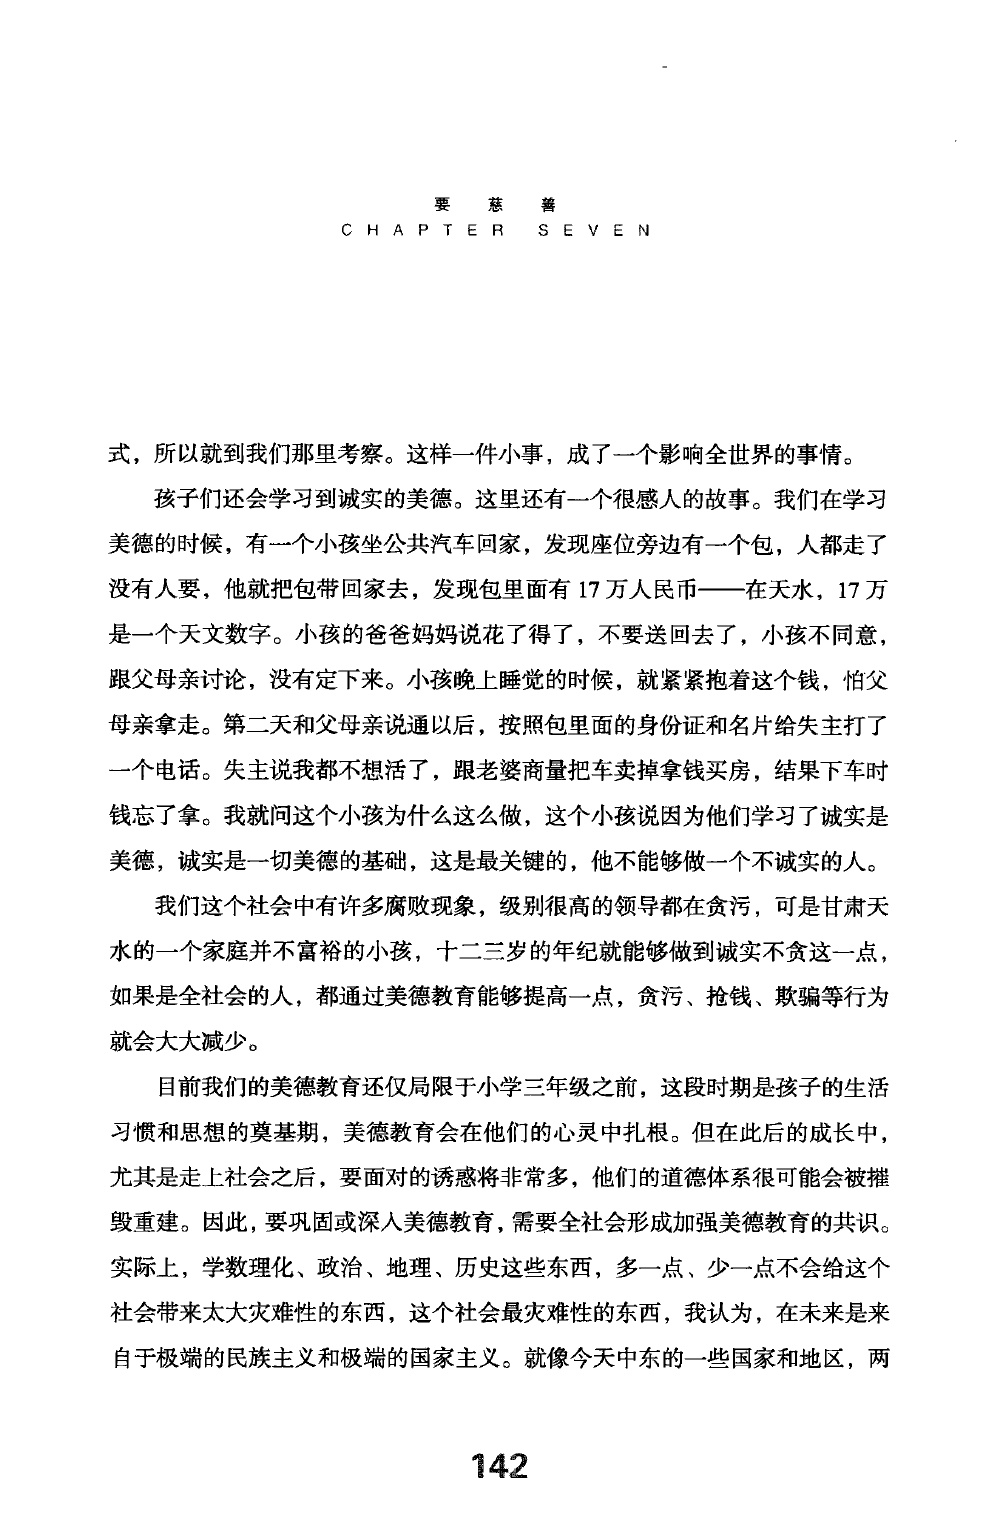 要慈善
CHAPTER SEVEN
式，所以就到我们那里考察。这样一件小事，成了一个影响全世界的事情。
孩子们还会学习到诚实的美德。这里还有一个很感人的故事。我们在学习
美德的时候，有一个小孩坐公共汽车回家，发现座位旁边有一个包，人都走了
没有人要，他就把包带回家去，发现包里面有17万人民币——在天水，17万
是一个天文数字。小孩的爸爸妈妈说花了得了，不要送回去了，小孩不同意，
跟父母亲讨论，没有定下来。小孩晚上睡觉的时候，就紧紧抱着这个钱，怕父
母亲拿走。第二天和父母亲说通以后，按照包里面的身份证和名片给失主打了
一个电话。失主说我都不想活了，跟老婆商量把车卖掉拿钱买房，结果下车时
钱忘了拿。我就问这个小孩为什么这么做，这个小孩说因为他们学习了诚实是
美德，诚实是一切美德的基础，这是最关键的，他不能够做一个不诚实的人。
我们这个社会中有许多腐败现象，级别很高的领导都在贪污，可是甘肃天
水的一个家庭并不富裕的小孩，十二三岁的年纪就能够做到诚实不贪这一点，
如果是全社会的人，都通过美德教育能够提高一点，贪污、抢钱、欺骗等行为
就会大大减少。
目前我们的美德教育还仅局限于小学三年级之前，这段时期是孩子的生活
习惯和思想的奠基期，美德教育会在他们的心灵中扎根。但在此后的成长中，
尤其是走上社会之后，要面对的诱惑将非常多，他们的道德体系很可能会被摧
毁重建。因此，要巩固或深入美德教育，需要全社会形成加强美德教育的共识。
实际上，学数理化、政治、地理、历史这些东西，多一点、少一点不会给这个
社会带来太大灾难性的东西，这个社会最灾难性的东西，我认为，在未来是来
自于极端的民族主义和极端的国家主义。就像今天中东的一些国家和地区，两
142